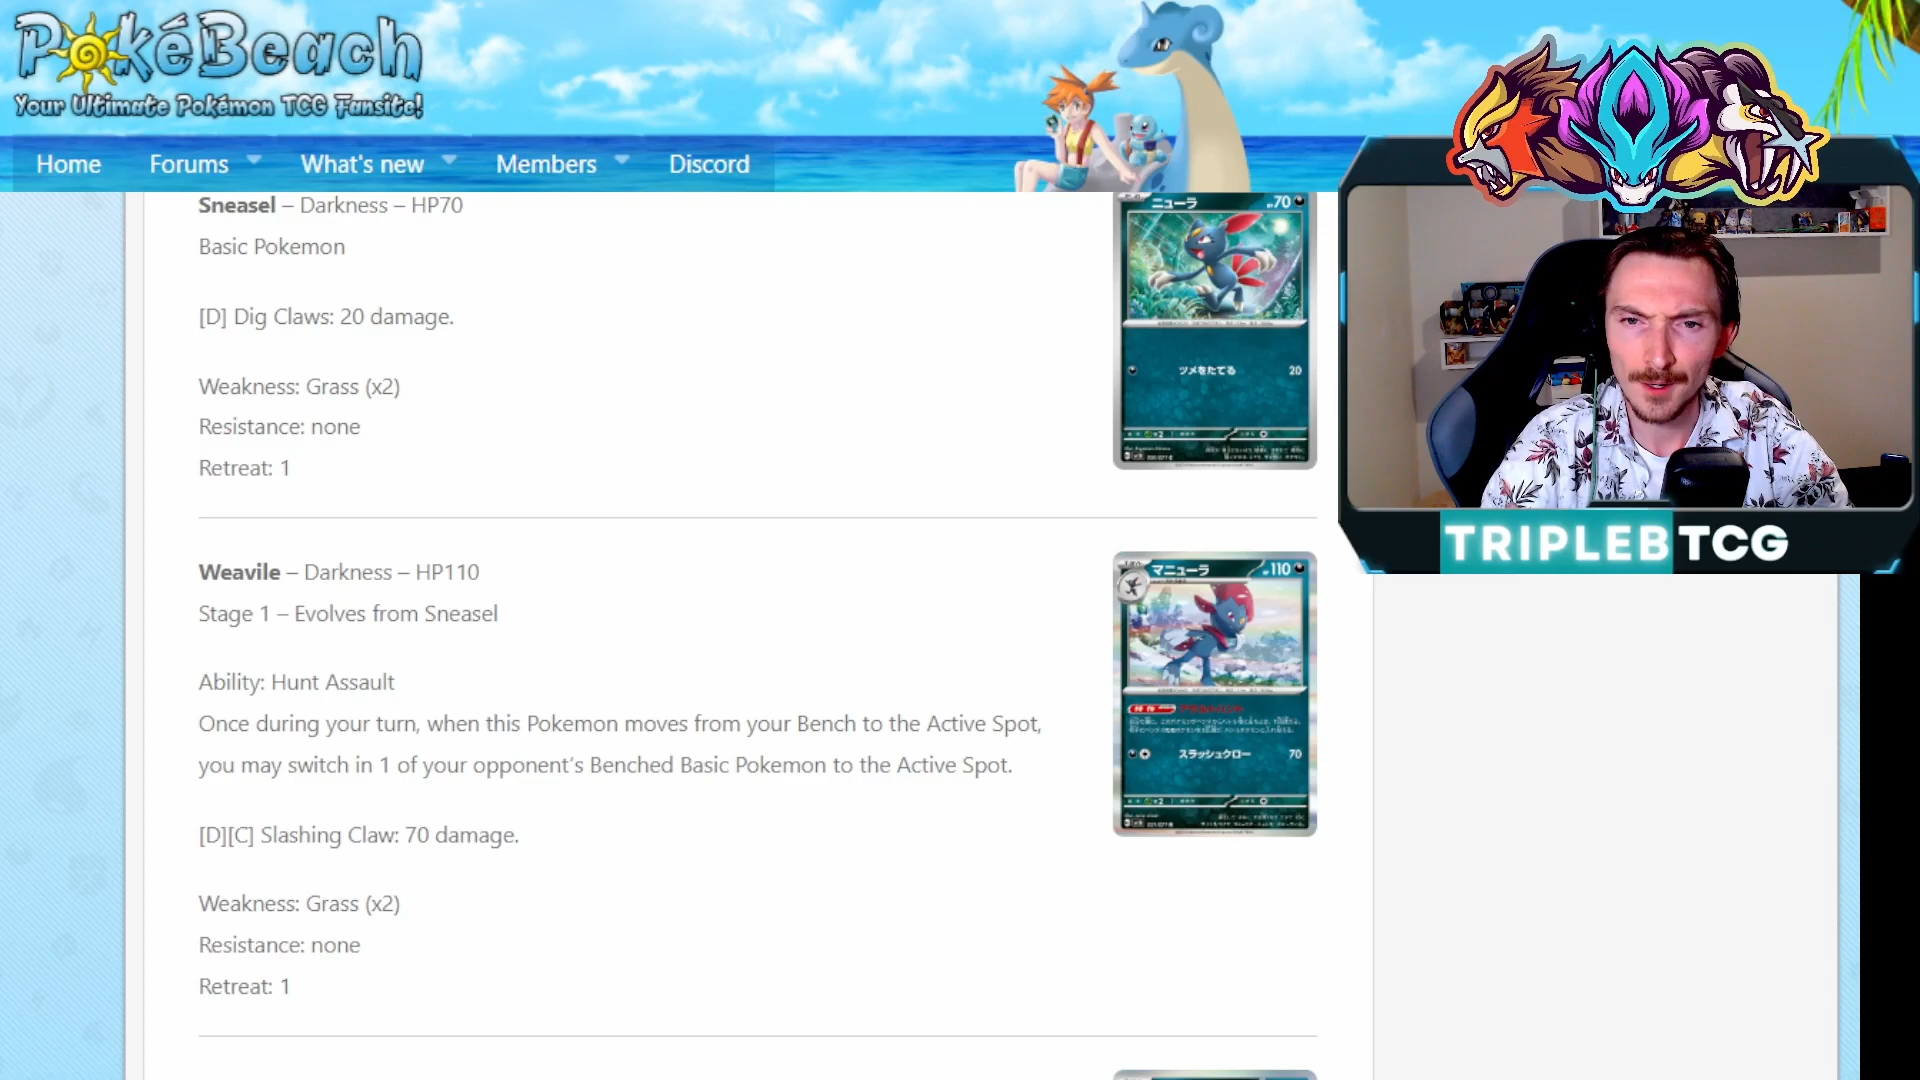 PokéBeach
Your Ultimate Pokémon TCG Fansite!
Home
Forums
What's new
Members
Discord
Sneasel – Darkness – HP70
Basic Pokemon
[D] Dig Claws: 20 damage.
Weakness: Grass (x2)
Resistance: none
Retreat: 1
ニューラ
70
ツメをたてる 20
Weavile – Darkness – HP110
Stage 1 – Evolves from Sneasel
Ability: Hunt Assault
Once during your turn, when this Pokemon moves from your Bench to the Active Spot,
you may switch in 1 of your opponent's Benched Basic Pokemon to the Active Spot.
[D][C] Slashing Claw: 70 damage.
Weakness: Grass (x2)
Resistance: none
Retreat: 1
マニューラ
110
スラッシュクロー 70
TRIPLEB TCG